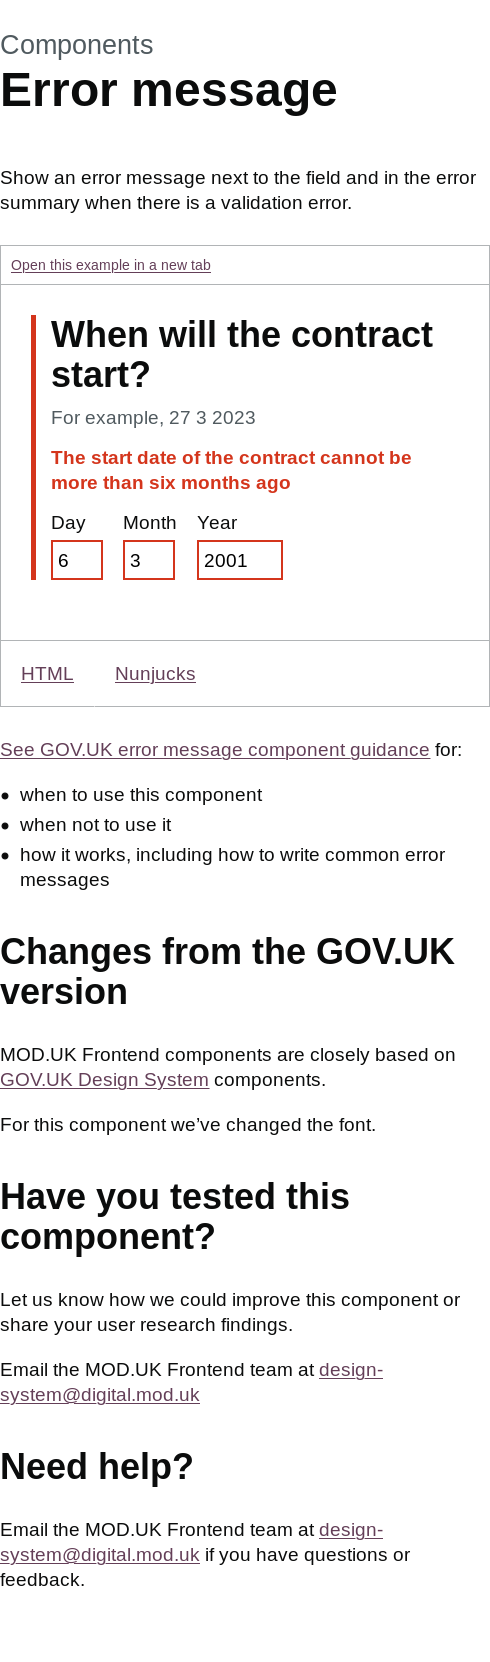 Components
Error message
Show an error message next to the field and in the error
summary when there is a validation error.
Open this example in a new tab
When will the contract
start?
For example, 27 3 2023
The start date of the contract cannot be
more than six months ago
Day Month Year
6 3 2001
HTML Nunjucks
See GOV.UK error message component guidance for:
• when to use this component
• when not to use it
• how it works, including how to write common error
messages
Changes from the GOV.UK
version
MOD.UK Frontend components are closely based on
GOV.UK Design System components.
For this component we’ve changed the font.
Have you tested this
component?
Let us know how we could improve this component or
share your user research findings.
Email the MOD.UK Frontend team at design-
system@digital.mod.uk
Need help?
Email the MOD.UK Frontend team at design-
system@digital.mod.uk if you have questions or
feedback.